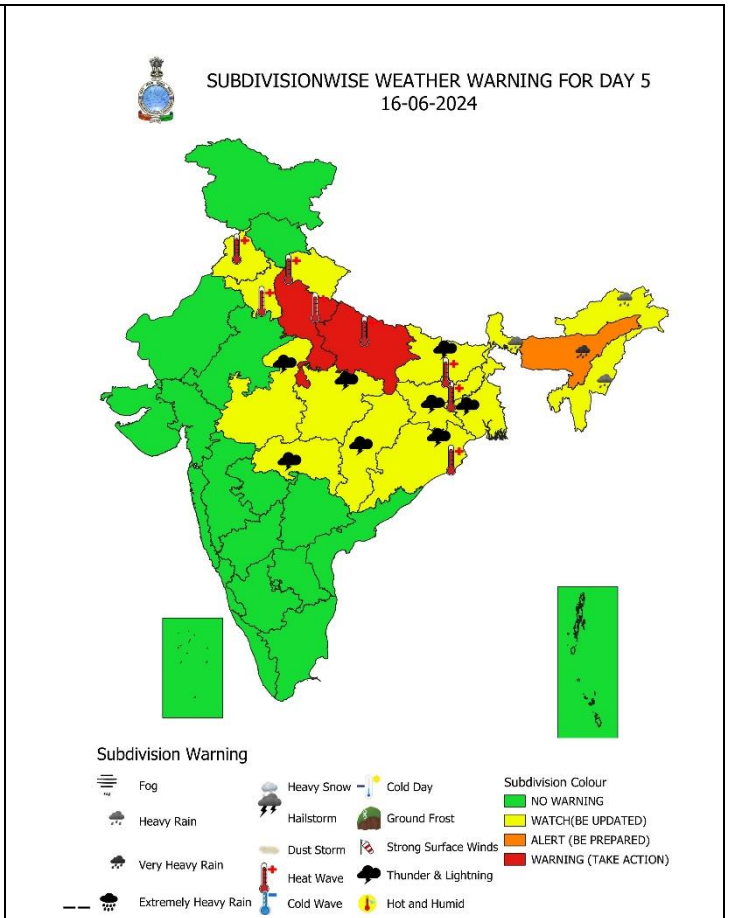 SUBDIVISIONWISE WEATHER WARNING FOR DAY 5
16-06-2024
Subdivision Warning
Fog
Heavy Rain
Very Heavy Rain
Extremely Heavy Rain
Heavy Snow
Hailstorm
Dust Storm
Heat Wave
Cold Wave
Cold Day
Ground Frost
Strong Surface Winds
Thunder & Lightning
Hot and Humid
Subdivision Colour
NO WARNING
WATCH(BE UPDATED)
ALERT (BE PREPARED)
WARNING (TAKE ACTION)